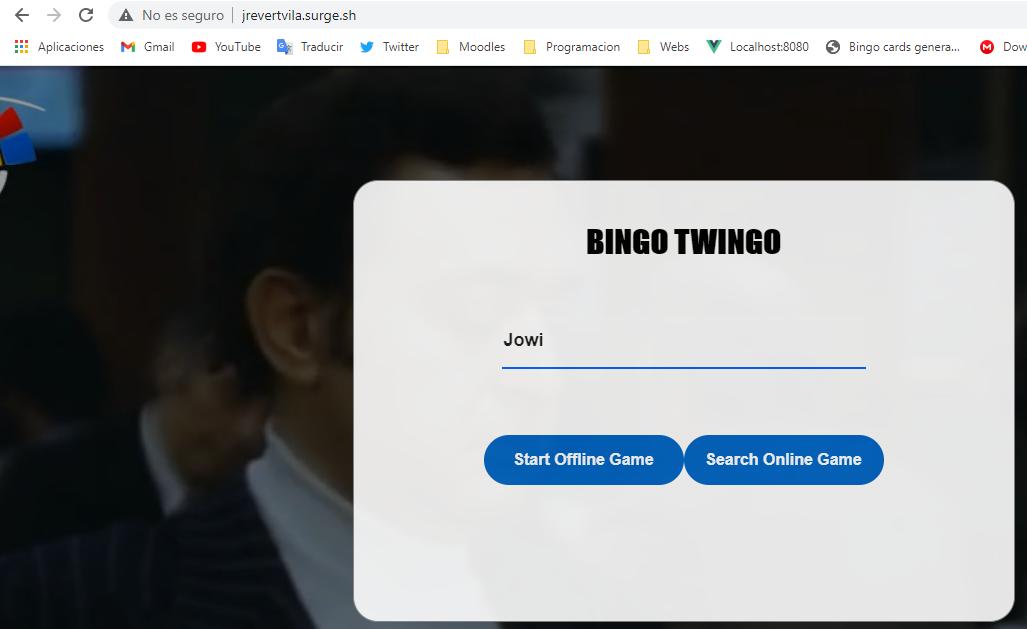 No es seguro jrevertvila.surge.sh
Aplicaciones Gmail YouTube Traducir Twitter Moodles Programacion Webs Localhost:8080 Bingo cards genera... Dow
BINGO TWINGO
Jowi
Start Offline Game Search Online Game